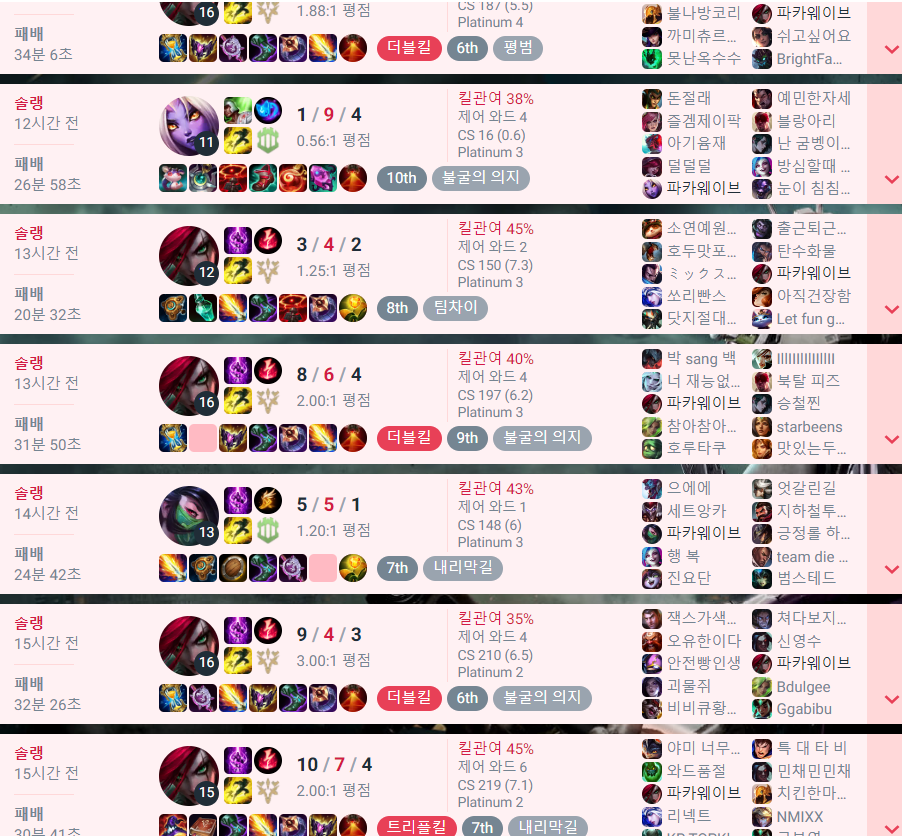 16
1.88:1 평점
CS 187 (5.5)
Platinum 4
패배
34분 6초
더블킬 6th 평범
불나방코리 파카웨이브
까미츄르... 쉬고싶어요
못난옥수수 BrightFa...
솔랭
12시간 전
패배
26분 58초
11
1 / 9 / 4
0.56:1 평점
킬관여 38%
제어 와드 4
CS 16 (0.6)
Platinum 3
10th 불굴의 의지
돈절래 예민한자세
즐겜제이팍 블랑아리
아기음재 난 굼벵이...
덜덜덜 방심할때 ...
파카웨이브 눈이 침침...
솔랭
13시간 전
패배
20분 32초
12
3 / 4 / 2
1.25:1 평점
킬관여 45%
제어 와드 2
CS 150 (7.3)
Platinum 3
8th 팀차이
소연예원... 출근퇴근...
호두맛포... 탄수화물
ミックス... 파카웨이브
쏘리빤스 아직건장함
닷지절대... Let fun g...
솔랭
13시간 전
패배
31분 50초
16
8 / 6 / 4
2.00:1 평점
킬관여 40%
제어 와드 4
CS 197 (6.2)
Platinum 3
더블킬 9th 불굴의 의지
박 sang 백
너 재능없... 북탈 피즈
파카웨이브 승철찐
참아참아... starbeens
호루타쿠 맛있는두...
솔랭
14시간 전
패배
24분 42초
13
5 / 5 / 1
1.20:1 평점
킬관여 43%
제어 와드 1
CS 148 (6)
Platinum 3
7th 내리막길
으에에 엇갈린길
세트앙카 지하철투...
파카웨이브 긍정롤 하...
행 복 team die ...
진요단 범스테드
솔랭
15시간 전
패배
32분 26초
16
9 / 4 / 3
3.00:1 평점
킬관여 35%
제어 와드 4
CS 210 (6.5)
Platinum 2
더블킬 6th 불굴의 의지
잭스가색... 쳐다보지...
오유한이다 신영수
안전빵인생 파카웨이브
괴물쥐 Bdulgee
비비큐황... Ggabibu
솔랭
15시간 전
패배
30분 41초
15
10 / 7 / 4
2.00:1 평점
킬관여 45%
제어 와드 6
CS 219 (7.1)
Platinum 2
트리플킬 7th 내리막길
야미 너무... 특 대 타 비
와드품절 민채민민채
파카웨이브 치킨한마...
리넥트 NMIXX